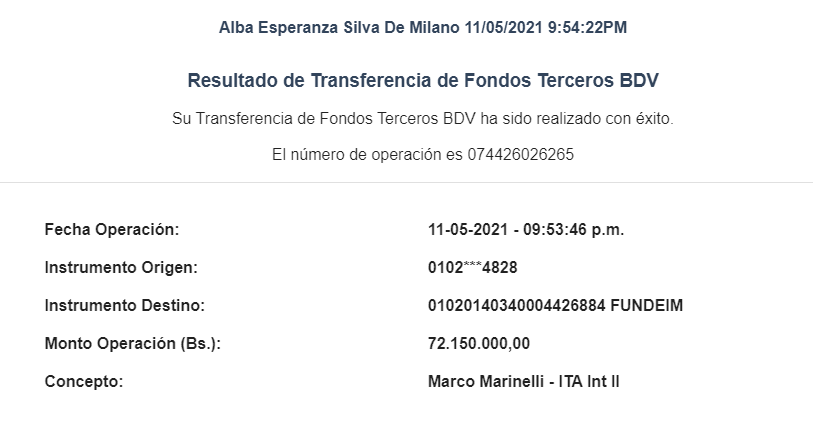 Alba Esperanza Silva De Milano 11/05/2021 9:54:22PM
Resultado de Transferencia de Fondos Terceros BDV
Su Transferencia de Fondos Terceros BDV ha sido realizado con éxito.
El número de operación es 074426026265
Fecha Operación: 11-05-2021 - 09:53:46 p.m.
Instrumento Origen: 0102***4828
Instrumento Destino: 01020140340004426884 FUNDEIM
Monto Operación (Bs.): 72.150.000,00
Concepto: Marco Marinelli - ITA Int II